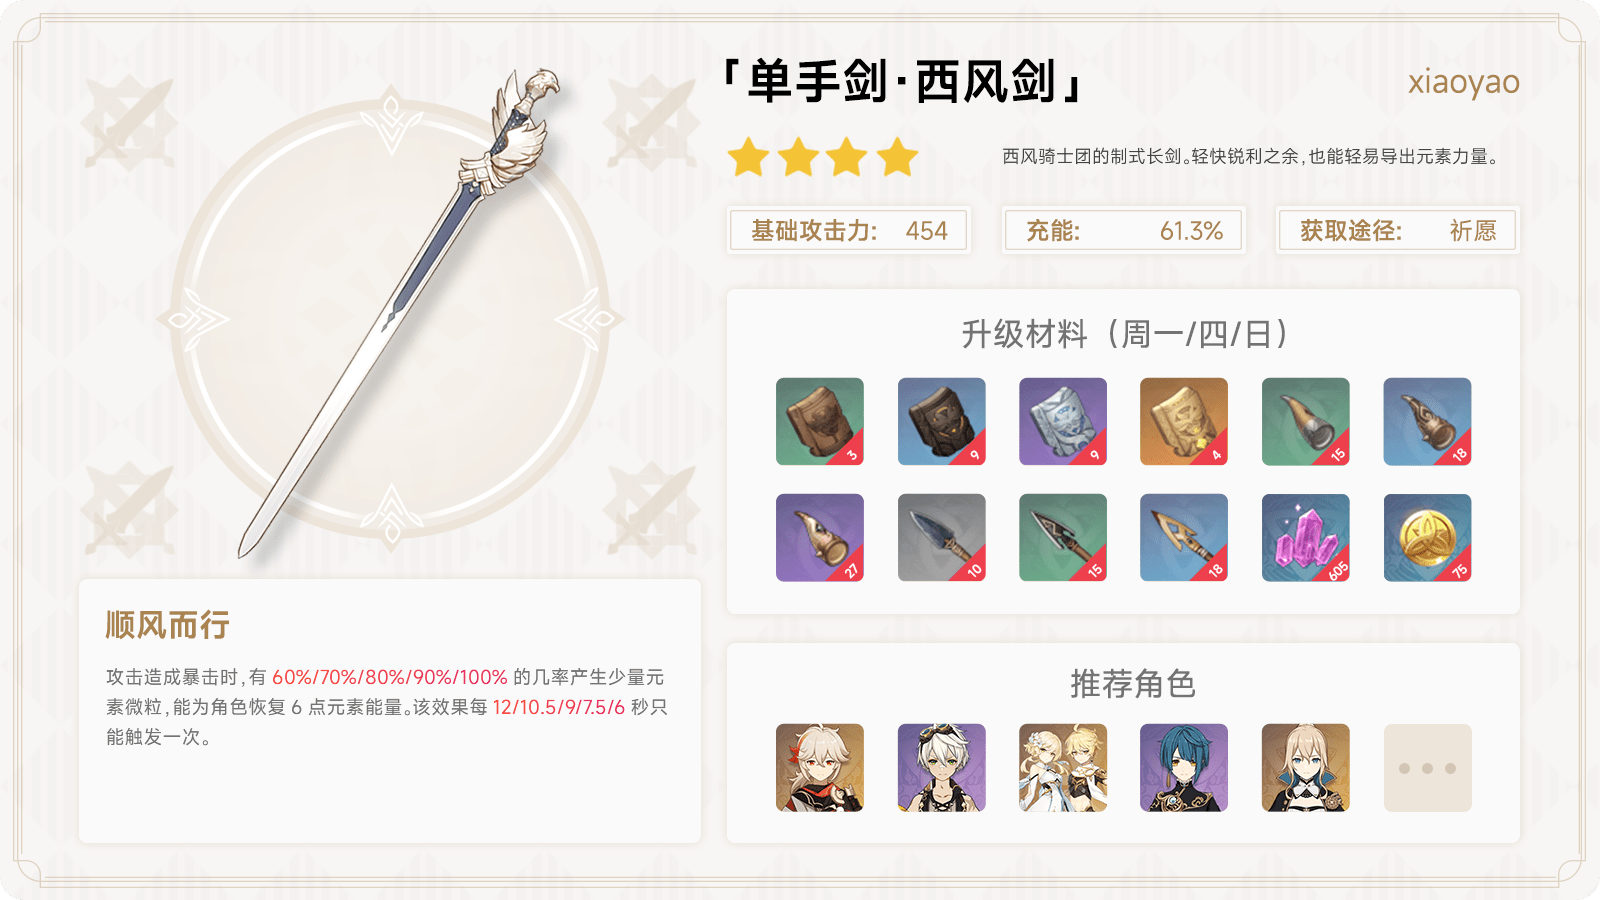 「单手剑·西风剑」
xiaoyao
西风骑士团的制式长剑。轻快锐利之余,也能轻易导出元素力量。
基础攻击力: 454
充能: 61.3%
获取途径: 祈愿
升级材料（周一/四/日）
3 9 9 4 15 18
27 10 15 18 605 75
顺风而行
攻击造成暴击时,有 60%/70%/80%/90%/100% 的几率产生少量元
素微粒,能为角色恢复 6 点元素能量。该效果每 12/10.5/9/7.5/6 秒只
能触发一次。
推荐角色